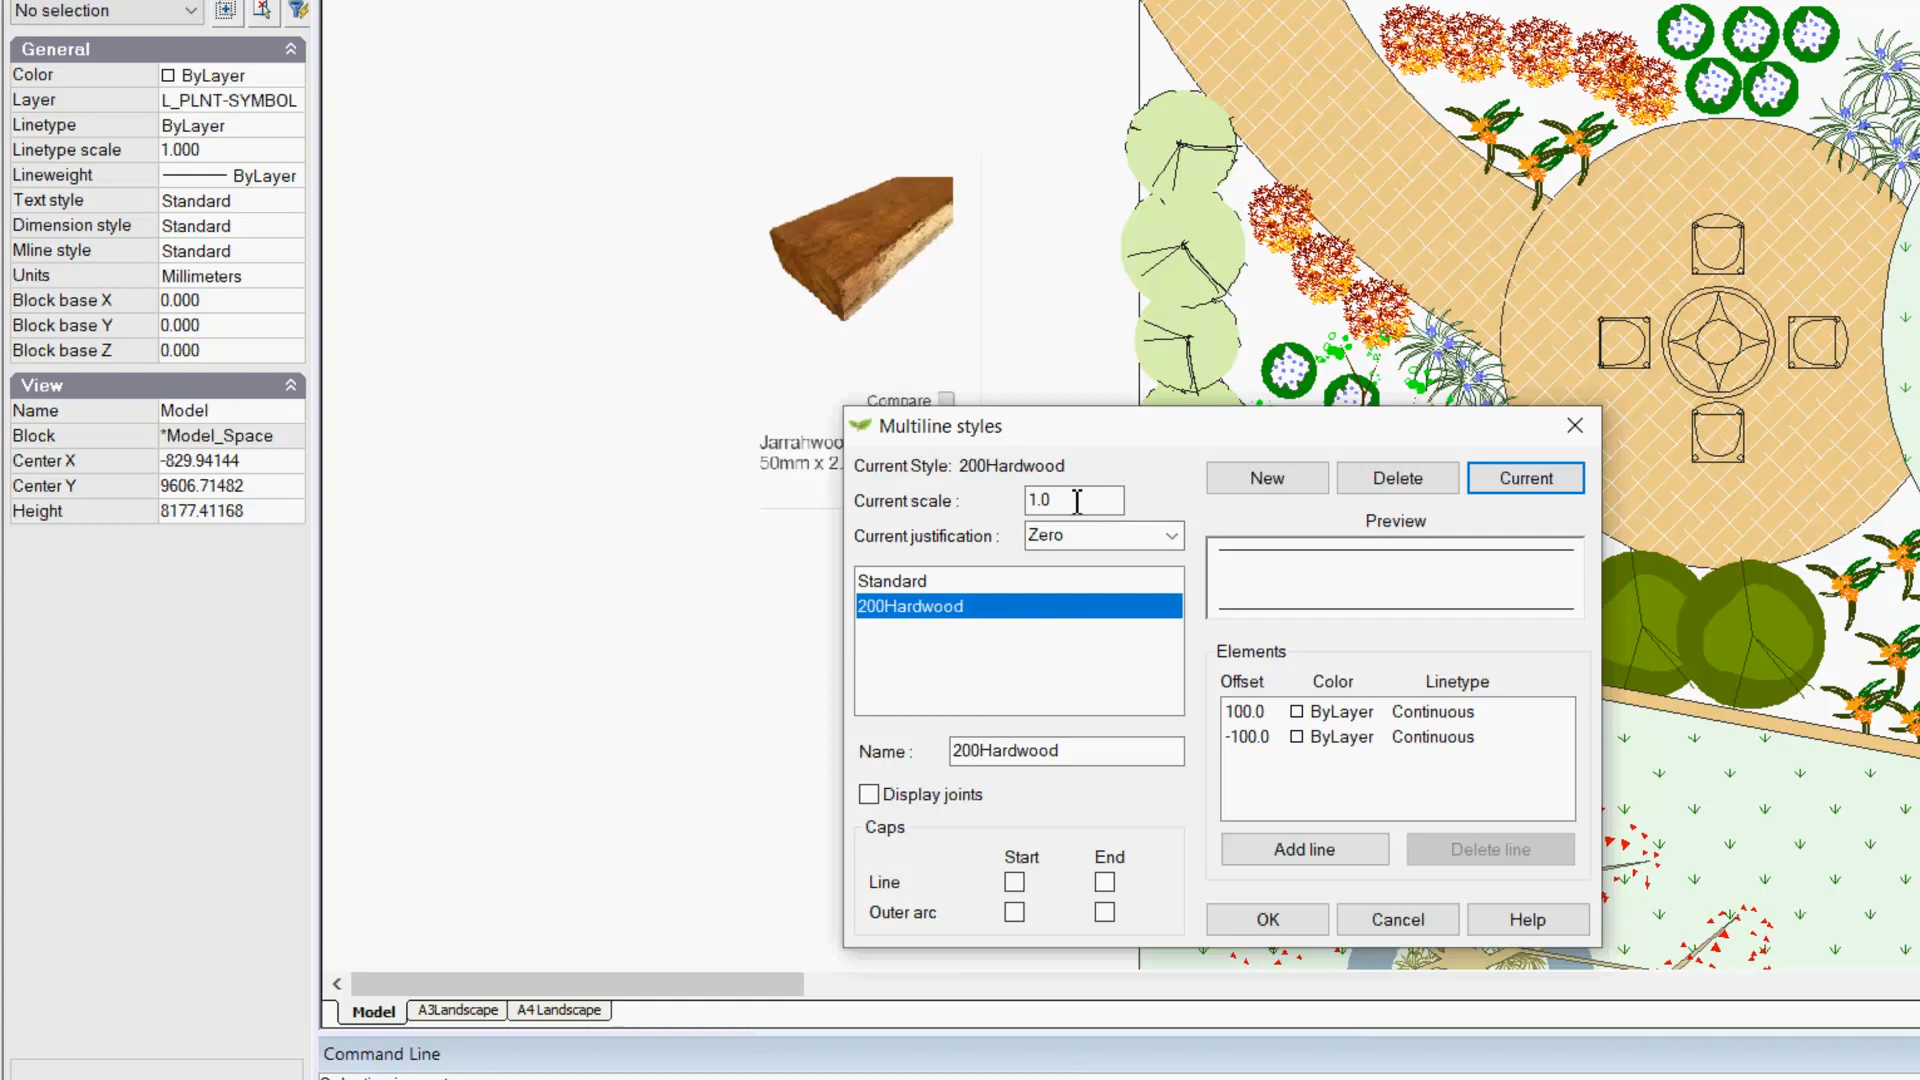 No selection
General
Color ByLayer
Layer L_PLNT-SYMBOL
Linetype ByLayer
Linetype scale 1.000
Lineweight ByLayer
Text style Standard
Dimension style Standard
Mline style Standard
Units Millimeters
Block base X 0.000
Block base Y 0.000
Block base Z 0.000
View
Name Model
Block *Model_Space
Center X -829.94144
Center Y 9606.71482
Height 8177.41168
Compare
Jarrahwoo
50mm x 2
Multiline styles
Current Style: 200Hardwood
Current scale : 1.0
Current justification : Zero
Standard
200Hardwood
Name : 200Hardwood
Display joints
Caps
Start End
Line
Outer arc
New Delete Current
Preview
Elements
Offset Color Linetype
100.0 ByLayer Continuous
-100.0 ByLayer Continuous
Add line Delete line
OK Cancel Help
Model A3Landscape A4 Landscape
Command Line